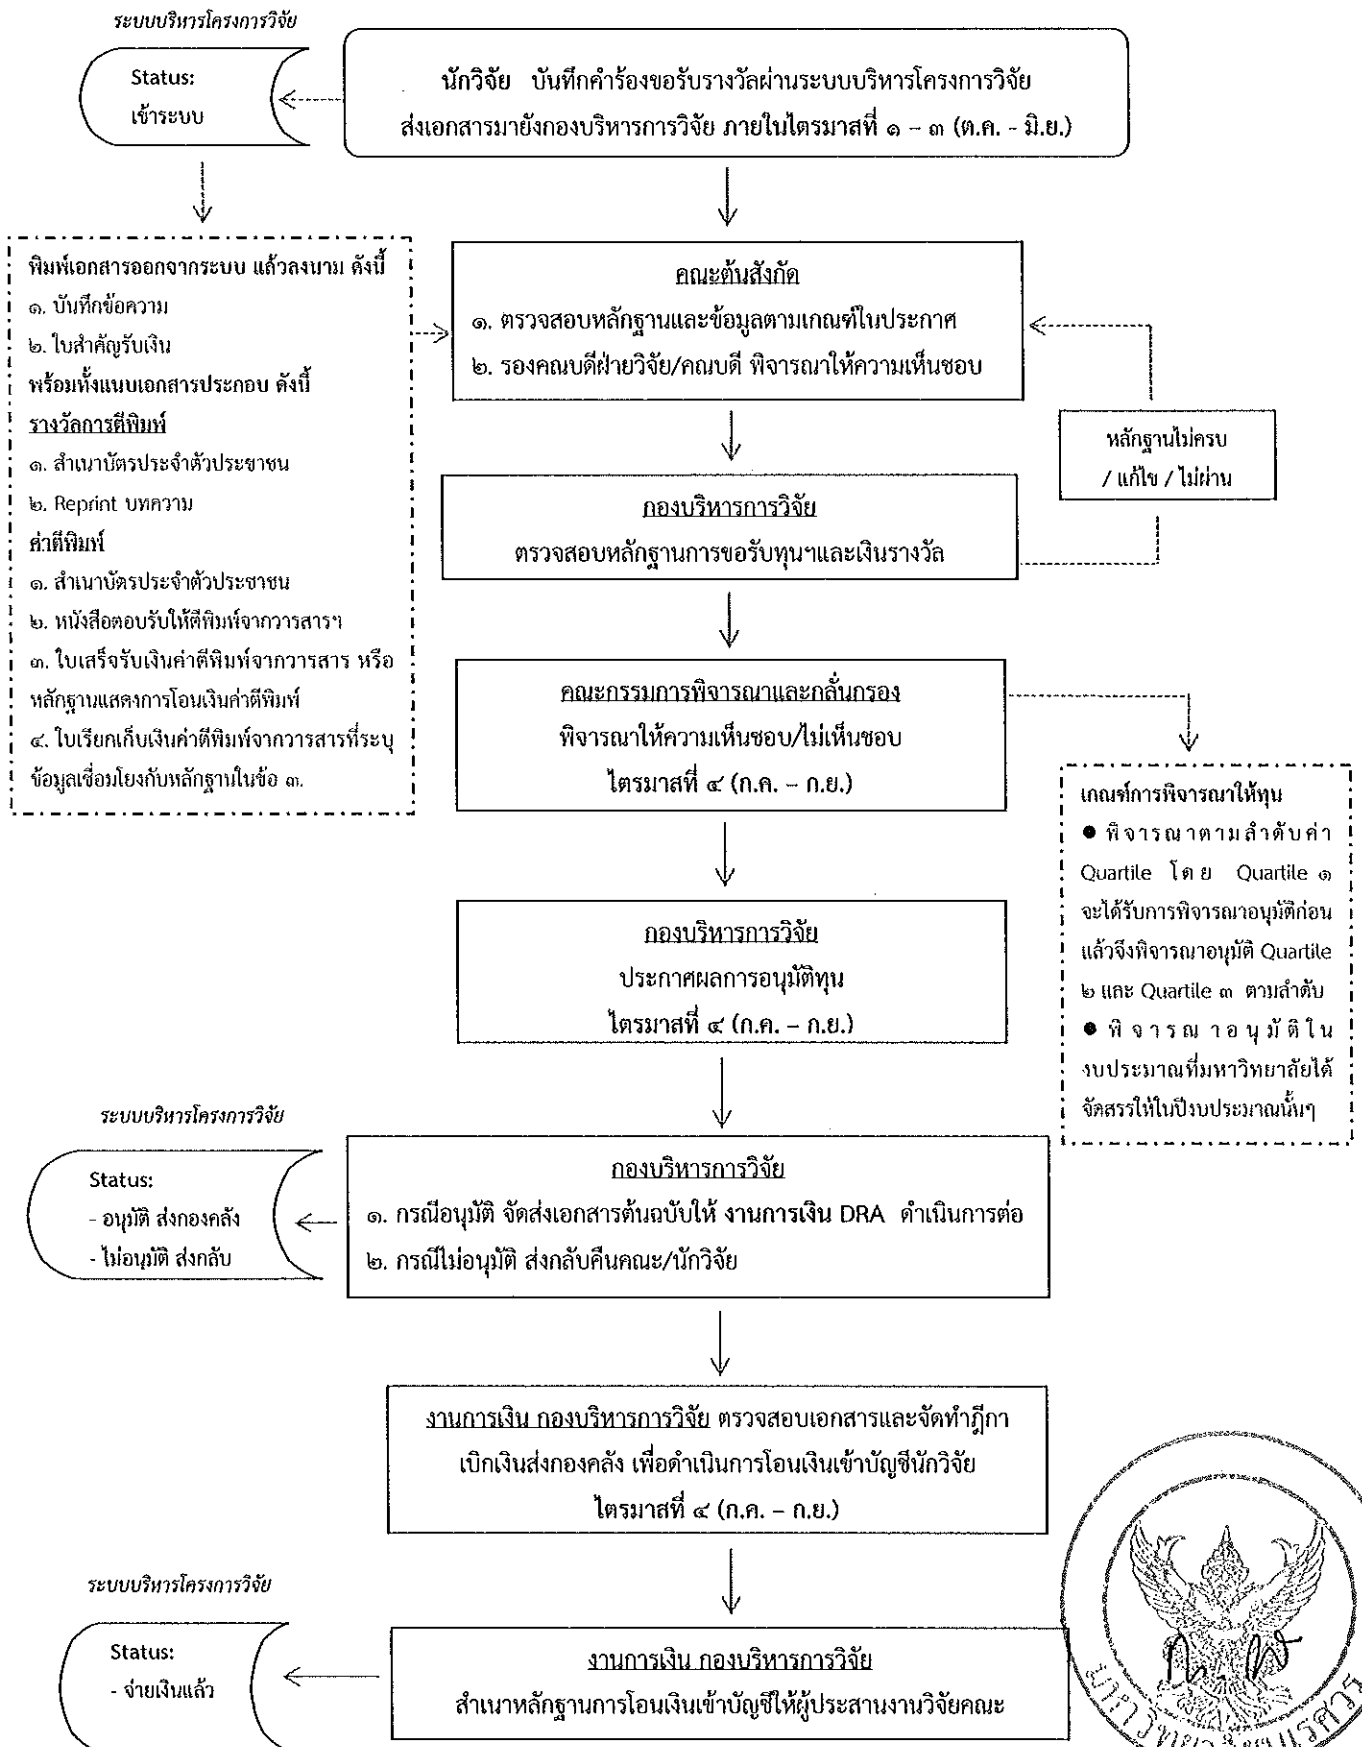 ระบบบริหารโครงการวิจัย
Status:
เข้าระบบ
นักวิจัย บันทึกคำร้องขอรับรางวัลผ่านระบบบริหารโครงการวิจัย
ส่งเอกสารมายังกองบริหารการวิจัย ภายในไตรมาสที่ ๑ – ๓ (ต.ค. - มิ.ย.)
พิมพ์เอกสารออกจากระบบ แล้วลงนาม ดังนี้
๑. บันทึกข้อความ
๒. ใบสำคัญรับเงิน
พร้อมทั้งแนบเอกสารประกอบ ดังนี้
รางวัลการตีพิมพ์
๑. สำเนาบัตรประจำตัวประชาชน
๒. Reprint บทความ
ค่าตีพิมพ์
๑. สำเนาบัตรประจำตัวประชาชน
๒. หนังสือตอบรับให้ตีพิมพ์จากวารสารฯ
๓. ใบเสร็จรับเงินค่าตีพิมพ์จากวารสาร หรือ
หลักฐานแสดงการโอนเงินค่าตีพิมพ์
๔. ใบเรียกเก็บเงินค่าตีพิมพ์จากวารสารที่ระบุ
ข้อมูลเชื่อมโยงกับหลักฐานในข้อ ๓.
คณะต้นสังกัด
๑. ตรวจสอบหลักฐานและข้อมูลตามเกณฑ์ในประกาศ
๒. รองคณบดีฝ่ายวิจัย/คณบดี พิจารณาให้ความเห็นชอบ
หลักฐานไม่ครบ
/ แก้ไข / ไม่ผ่าน
กองบริหารการวิจัย
ตรวจสอบหลักฐานการขอรับทุนฯและเงินรางวัล
คณะกรรมการพิจารณาและกลั่นกรอง
พิจารณาให้ความเห็นชอบ/ไม่เห็นชอบ
ไตรมาสที่ ๔ (ก.ค. – ก.ย.)
เกณฑ์การพิจารณาให้ทุน
● พิจารณาตามลำดับค่า
Quartile โดย Quartile ๑
จะได้รับการพิจารณาอนุมัติก่อน
แล้วจึงพิจารณาอนุมัติ Quartile
๒ และ Quartile ๓ ตามลำดับ
● พิจารณาอนุมัติใน
งบประมาณที่มหาวิทยาลัยได้
จัดสรรให้ในปีงบประมาณนั้นๆ
กองบริหารการวิจัย
ประกาศผลการอนุมัติทุน
ไตรมาสที่ ๔ (ก.ค. – ก.ย.)
ระบบบริหารโครงการวิจัย
Status:
- อนุมัติ ส่งกองคลัง
- ไม่อนุมัติ ส่งกลับ
กองบริหารการวิจัย
๑. กรณีอนุมัติ จัดส่งเอกสารต้นฉบับให้ งานการเงิน DRA ดำเนินการต่อ
๒. กรณีไม่อนุมัติ ส่งกลับคืนคณะ/นักวิจัย
งานการเงิน กองบริหารการวิจัย ตรวจสอบเอกสารและจัดทำฎีกา
เบิกเงินส่งกองคลัง เพื่อดำเนินการโอนเงินเข้าบัญชีนักวิจัย
ไตรมาสที่ ๔ (ก.ค. – ก.ย.)
ระบบบริหารโครงการวิจัย
Status:
- จ่ายเงินแล้ว
งานการเงิน กองบริหารการวิจัย
สำเนาหลักฐานการโอนเงินเข้าบัญชีให้ผู้ประสานงานวิจัยคณะ
มหาวิทยาลัยนเรศวร